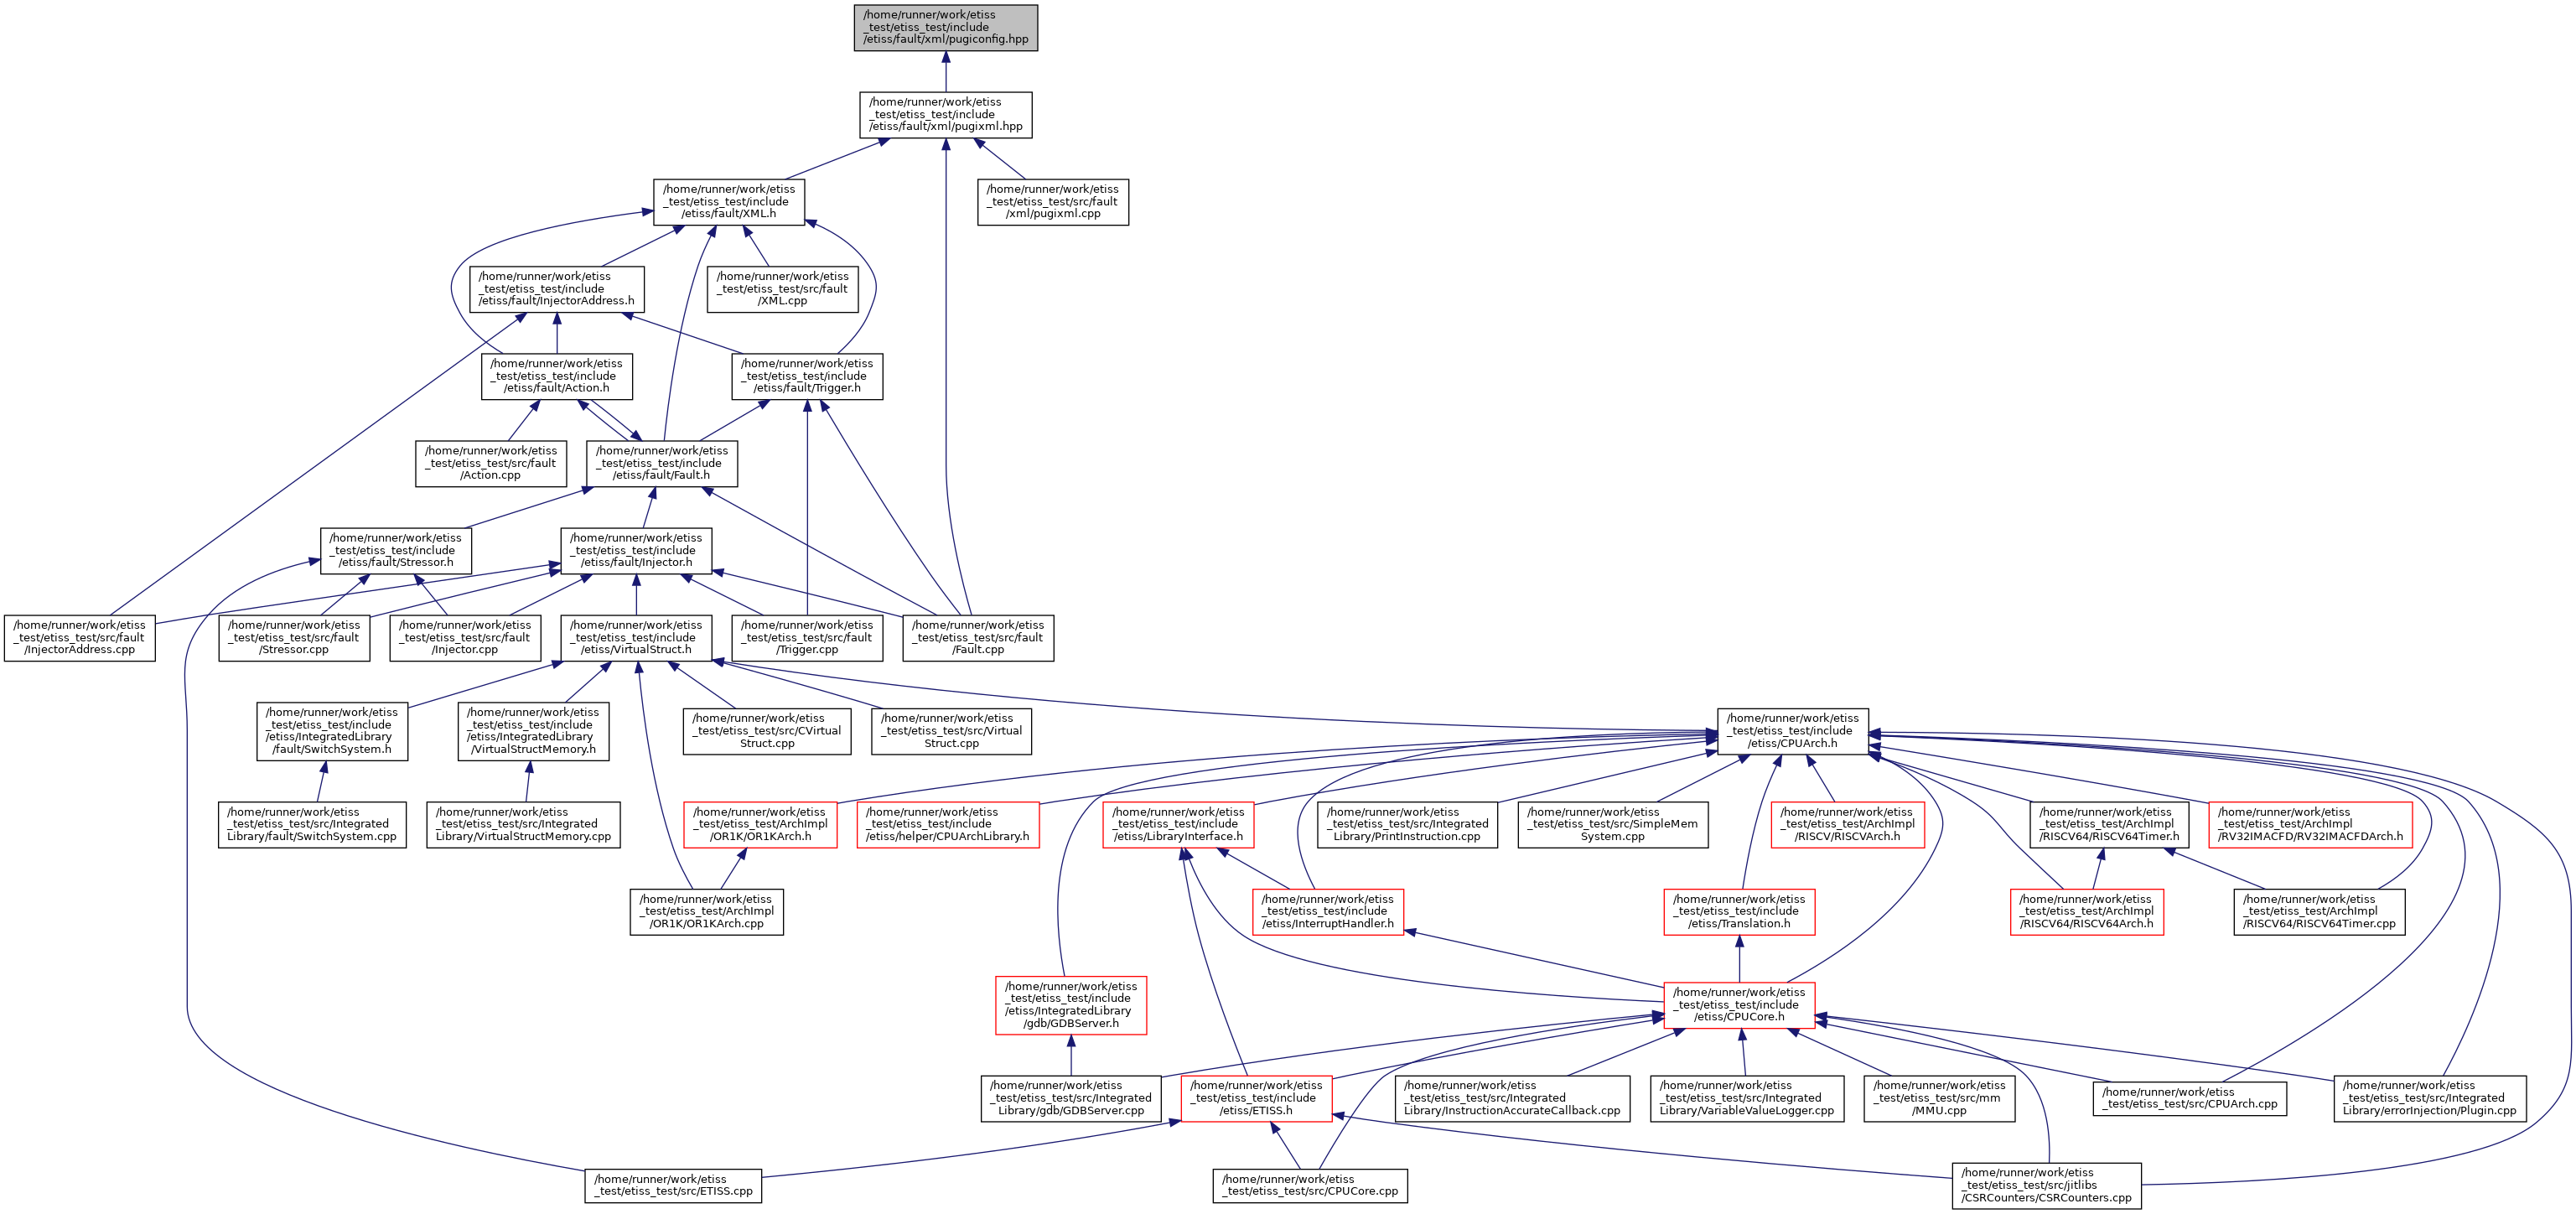 /home/runner/work/etiss
_test/etiss_test/include
/etiss/fault/xml/pugiconfig.hpp
/home/runner/work/etiss
_test/etiss_test/include
/etiss/fault/xml/pugixml.hpp
/home/runner/work/etiss
_test/etiss_test/include
/etiss/fault/XML.h
/home/runner/work/etiss
_test/etiss_test/src/fault
/xml/pugixml.cpp
/home/runner/work/etiss
_test/etiss_test/include
/etiss/fault/InjectorAddress.h
/home/runner/work/etiss
_test/etiss_test/src/fault
/XML.cpp
/home/runner/work/etiss
_test/etiss_test/include
/etiss/fault/Action.h
/home/runner/work/etiss
_test/etiss_test/include
/etiss/fault/Trigger.h
/home/runner/work/etiss
_test/etiss_test/src/fault
/Action.cpp
/home/runner/work/etiss
_test/etiss_test/include
/etiss/fault/Fault.h
/home/runner/work/etiss
_test/etiss_test/include
/etiss/fault/Stressor.h
/home/runner/work/etiss
_test/etiss_test/include
/etiss/fault/Injector.h
/home/runner/work/etiss
_test/etiss_test/src/fault
/InjectorAddress.cpp
/home/runner/work/etiss
_test/etiss_test/src/fault
/Stressor.cpp
/home/runner/work/etiss
_test/etiss_test/src/fault
/Injector.cpp
/home/runner/work/etiss
_test/etiss_test/include
/etiss/VirtualStruct.h
/home/runner/work/etiss
_test/etiss_test/src/fault
/Trigger.cpp
/home/runner/work/etiss
_test/etiss_test/src/fault
/Fault.cpp
/home/runner/work/etiss
_test/etiss_test/include
/etiss/IntegratedLibrary
/fault/SwitchSystem.h
/home/runner/work/etiss
_test/etiss_test/include
/etiss/IntegratedLibrary
/VirtualStructMemory.h
/home/runner/work/etiss
_test/etiss_test/src/CVirtual
Struct.cpp
/home/runner/work/etiss
_test/etiss_test/src/Virtual
Struct.cpp
/home/runner/work/etiss
_test/etiss_test/include
/etiss/CPUArch.h
/home/runner/work/etiss
_test/etiss_test/src/Integrated
Library/fault/SwitchSystem.cpp
/home/runner/work/etiss
_test/etiss_test/src/Integrated
Library/VirtualStructMemory.cpp
/home/runner/work/etiss
_test/etiss_test/ArchImpl
/OR1K/OR1KArch.h
/home/runner/work/etiss
_test/etiss_test/include
/etiss/helper/CPUArchLibrary.h
/home/runner/work/etiss
_test/etiss_test/include
/etiss/LibraryInterface.h
/home/runner/work/etiss
_test/etiss_test/src/Integrated
Library/PrintInstruction.cpp
/home/runner/work/etiss
_test/etiss_test/src/SimpleMem
System.cpp
/home/runner/work/etiss
_test/etiss_test/ArchImpl
/RISCV/RISCVArch.h
/home/runner/work/etiss
_test/etiss_test/ArchImpl
/RISCV64/RISCV64Timer.h
/home/runner/work/etiss
_test/etiss_test/ArchImpl
/RV32IMACFD/RV32IMACFDArch.h
/home/runner/work/etiss
_test/etiss_test/ArchImpl
/OR1K/OR1KArch.cpp
/home/runner/work/etiss
_test/etiss_test/include
/etiss/InterruptHandler.h
/home/runner/work/etiss
_test/etiss_test/include
/etiss/Translation.h
/home/runner/work/etiss
_test/etiss_test/ArchImpl
/RISCV64/RISCV64Arch.h
/home/runner/work/etiss
_test/etiss_test/ArchImpl
/RISCV64/RISCV64Timer.cpp
/home/runner/work/etiss
_test/etiss_test/include
/etiss/IntegratedLibrary
/gdb/GDBServer.h
/home/runner/work/etiss
_test/etiss_test/include
/etiss/CPUCore.h
/home/runner/work/etiss
_test/etiss_test/src/Integrated
Library/gdb/GDBServer.cpp
/home/runner/work/etiss
_test/etiss_test/include
/etiss/ETISS.h
/home/runner/work/etiss
_test/etiss_test/src/Integrated
Library/InstructionAccurateCallback.cpp
/home/runner/work/etiss
_test/etiss_test/src/Integrated
Library/VariableValueLogger.cpp
/home/runner/work/etiss
_test/etiss_test/src/mm
/MMU.cpp
/home/runner/work/etiss
_test/etiss_test/src/CPUArch.cpp
/home/runner/work/etiss
_test/etiss_test/src/Integrated
Library/errorInjection/Plugin.cpp
/home/runner/work/etiss
_test/etiss_test/src/ETISS.cpp
/home/runner/work/etiss
_test/etiss_test/src/CPUCore.cpp
/home/runner/work/etiss
_test/etiss_test/src/jitlibs
/CSRCounters/CSRCounters.cpp